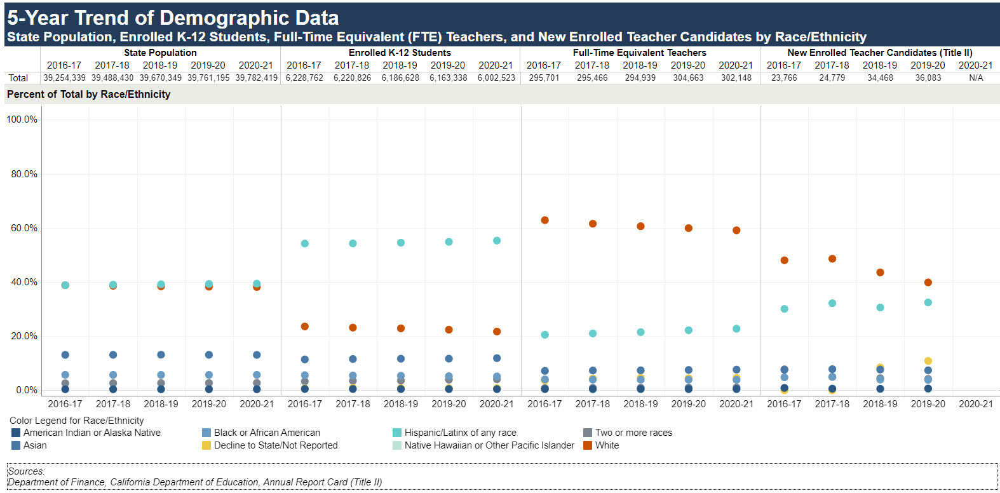 5-Year Trend of Demographic Data
State Population, Enrolled K-12 Students, Full-Time Equivalent (FTE) Teachers, and New Enrolled Teacher Candidates by Race/Ethnicity
State Population Enrolled K-12 Students Full-Time Equivalent Teachers New Enrolled Teacher Candidates (Title II)
2016-17 2017-18 2018-19 2019-20 2020-21 2016-17 2017-18 2018-19 2019-20 2020-21 2016-17 2017-18 2018-19 2019-20 2020-21 2016-17 2017-18 2018-19 2019-20 2020-21
Total 39,254,339 39,488,430 39,670,349 39,761,195 39,782,419 6,228,762 6,220,826 6,186,628 6,163,338 6,002,523 295,701 295,466 294,939 304,663 302,148 23,766 24,779 34,468 36,083 N/A
Percent of Total by Race/Ethnicity
100.0%
80.0%
60.0%
40.0%
20.0%
0.0%
2016-17 2017-18 2018-19 2019-20 2020-21 2016-17 2017-18 2018-19 2019-20 2020-21 2016-17 2017-18 2018-19 2019-20 2020-21 2016-17 2017-18 2018-19 2019-20 2020-21
Color Legend for Race/Ethnicity
American Indian or Alaska Native Black or African American Hispanic/Latinx of any race Two or more races
Asian Decline to State/Not Reported Native Hawaiian or Other Pacific Islander White
Sources:
Department of Finance, California Department of Education, Annual Report Card (Title II)